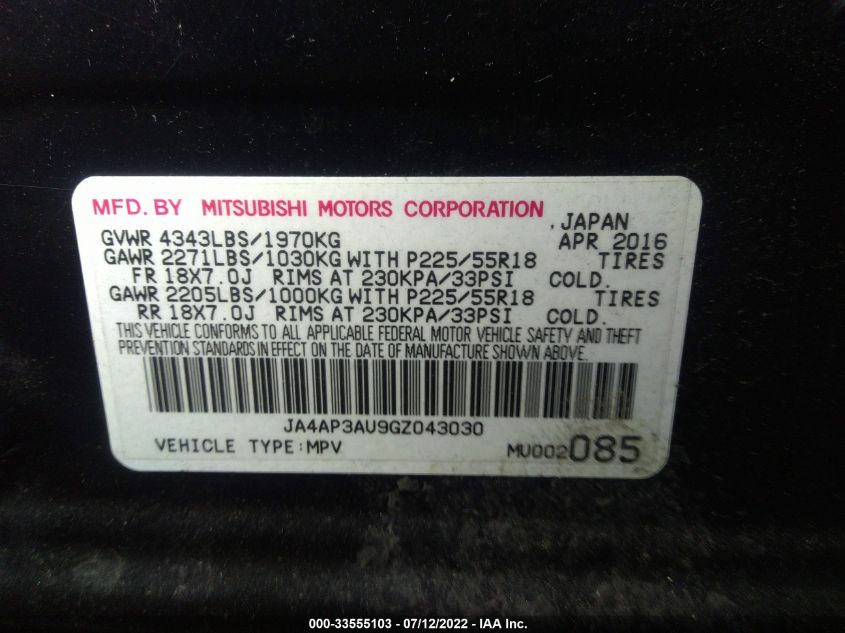 MFD. BY MITSUBISHI MOTORS CORPORATION
, JAPAN
GVWR 4343LBS/1970KG APR 2016
GAWR 2271LBS/1030KG WITH P225/55R18 TIRES
FR 18X7.0J RIMS AT 230KPA/33PSI COLD.
GAWR 2205LBS/1000KG WITH P225/55R18 TIRES
RR 18X7.0J RIMS AT 230KPA/33PSI COLD.
THIS VEHICLE CONFORMS TO ALL APPLICABLE FEDERAL MOTOR VEHICLE SAFETY AND THEFT
PREVENTION STANDARDS IN EFFECT ON THE DATE OF MANUFACTURE SHOWN ABOVE.
JA4AP3AU9GZ043030
VEHICLE TYPE:MPV MU002085
000-33555103 - 07/12/2022 - IAA Inc.